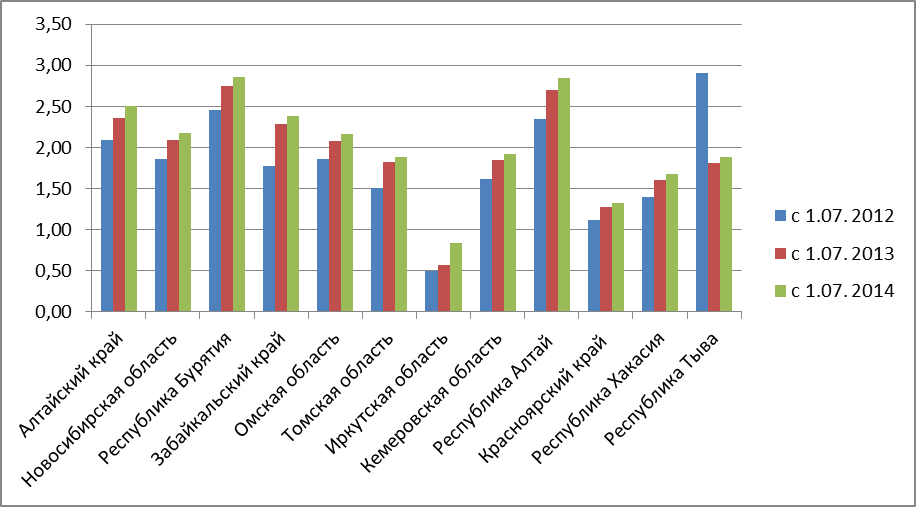 3,50
3,00
2,50
2,00
1,50
1,00
0,50
0,00
Алтайский край
Новосибирская область
Республика Бурятия
Забайкальский край
Омская область
Томская область
Иркутская область
Кемеровская область
Республика Алтай
Красноярский край
Республика Хакасия
Республика Тыва
с 1.07. 2012
с 1.07. 2013
с 1.07. 2014